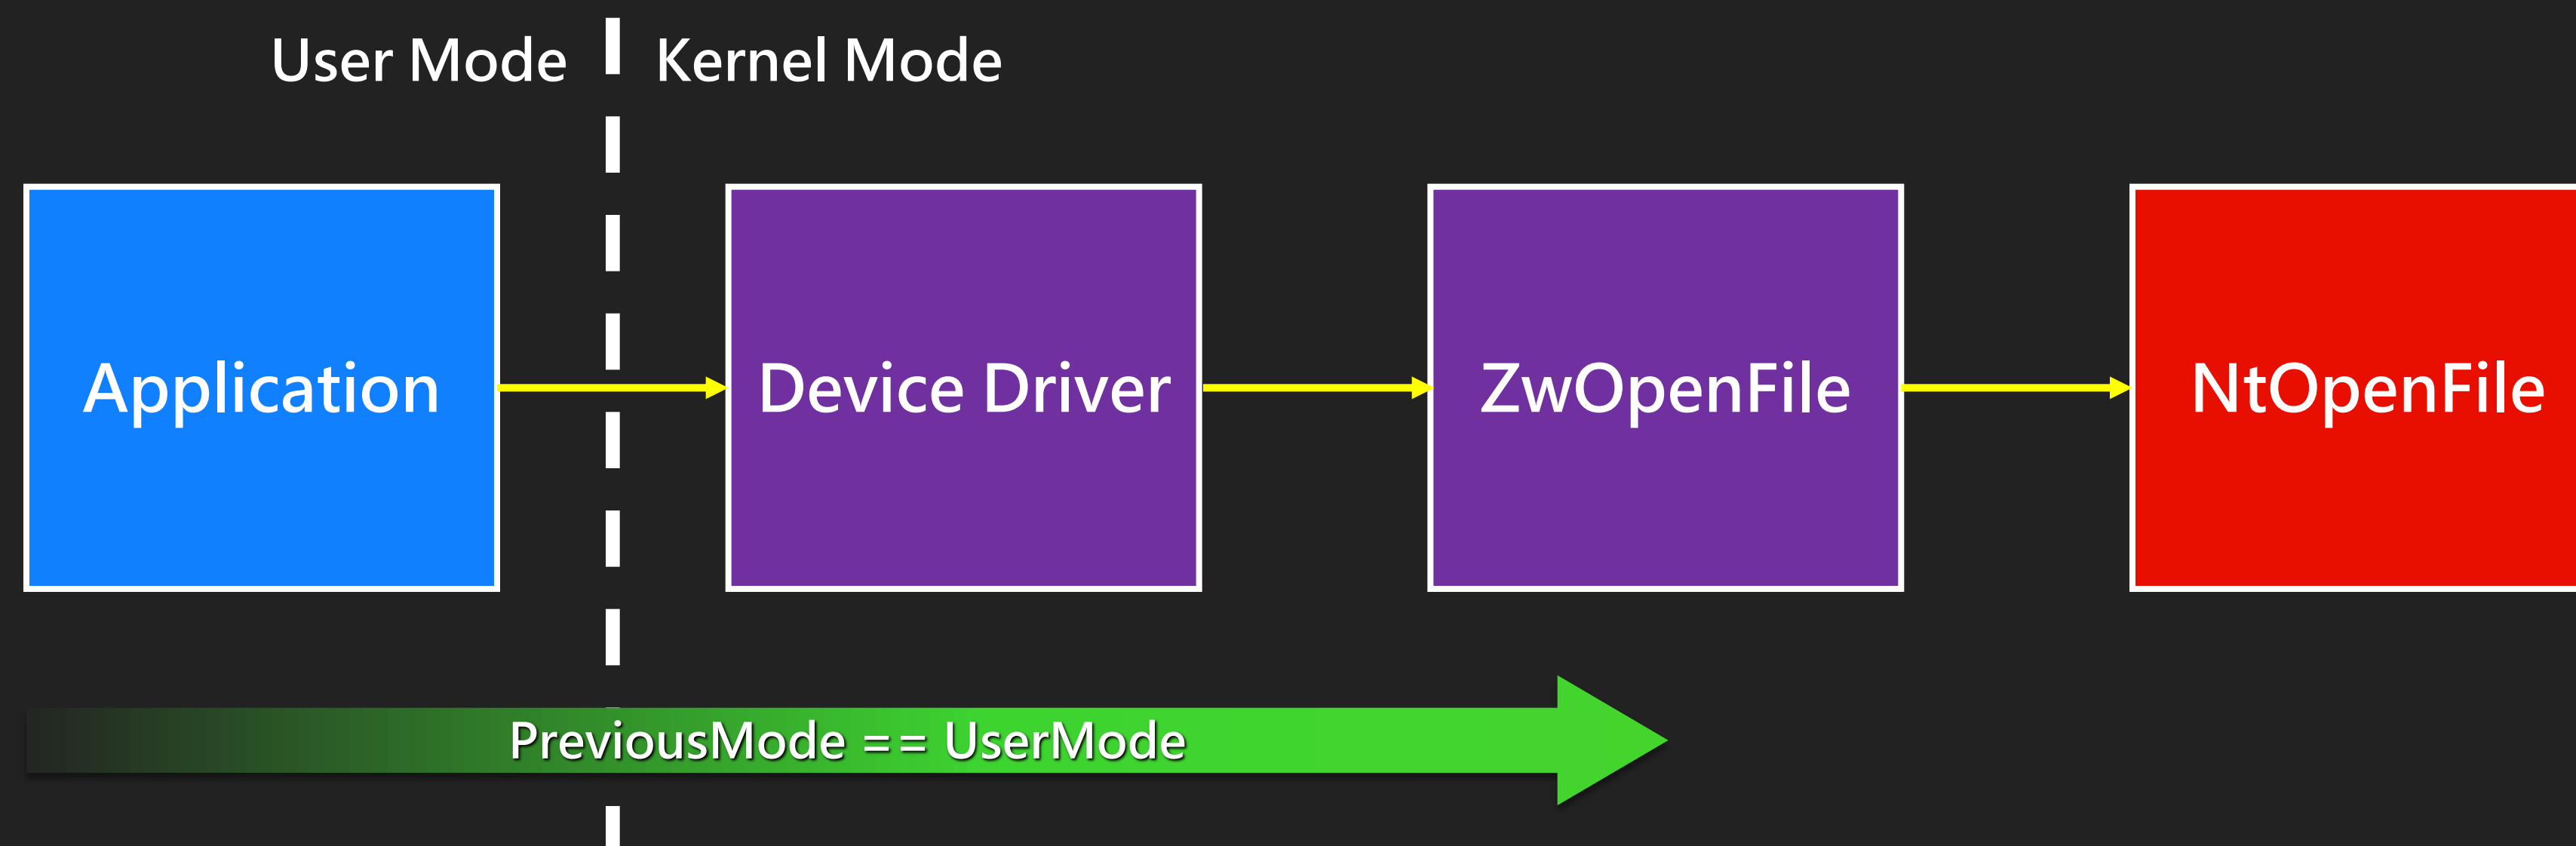 User Mode
Kernel Mode
Application
Device Driver
ZwOpenFile
NtOpenFile
PreviousMode == UserMode